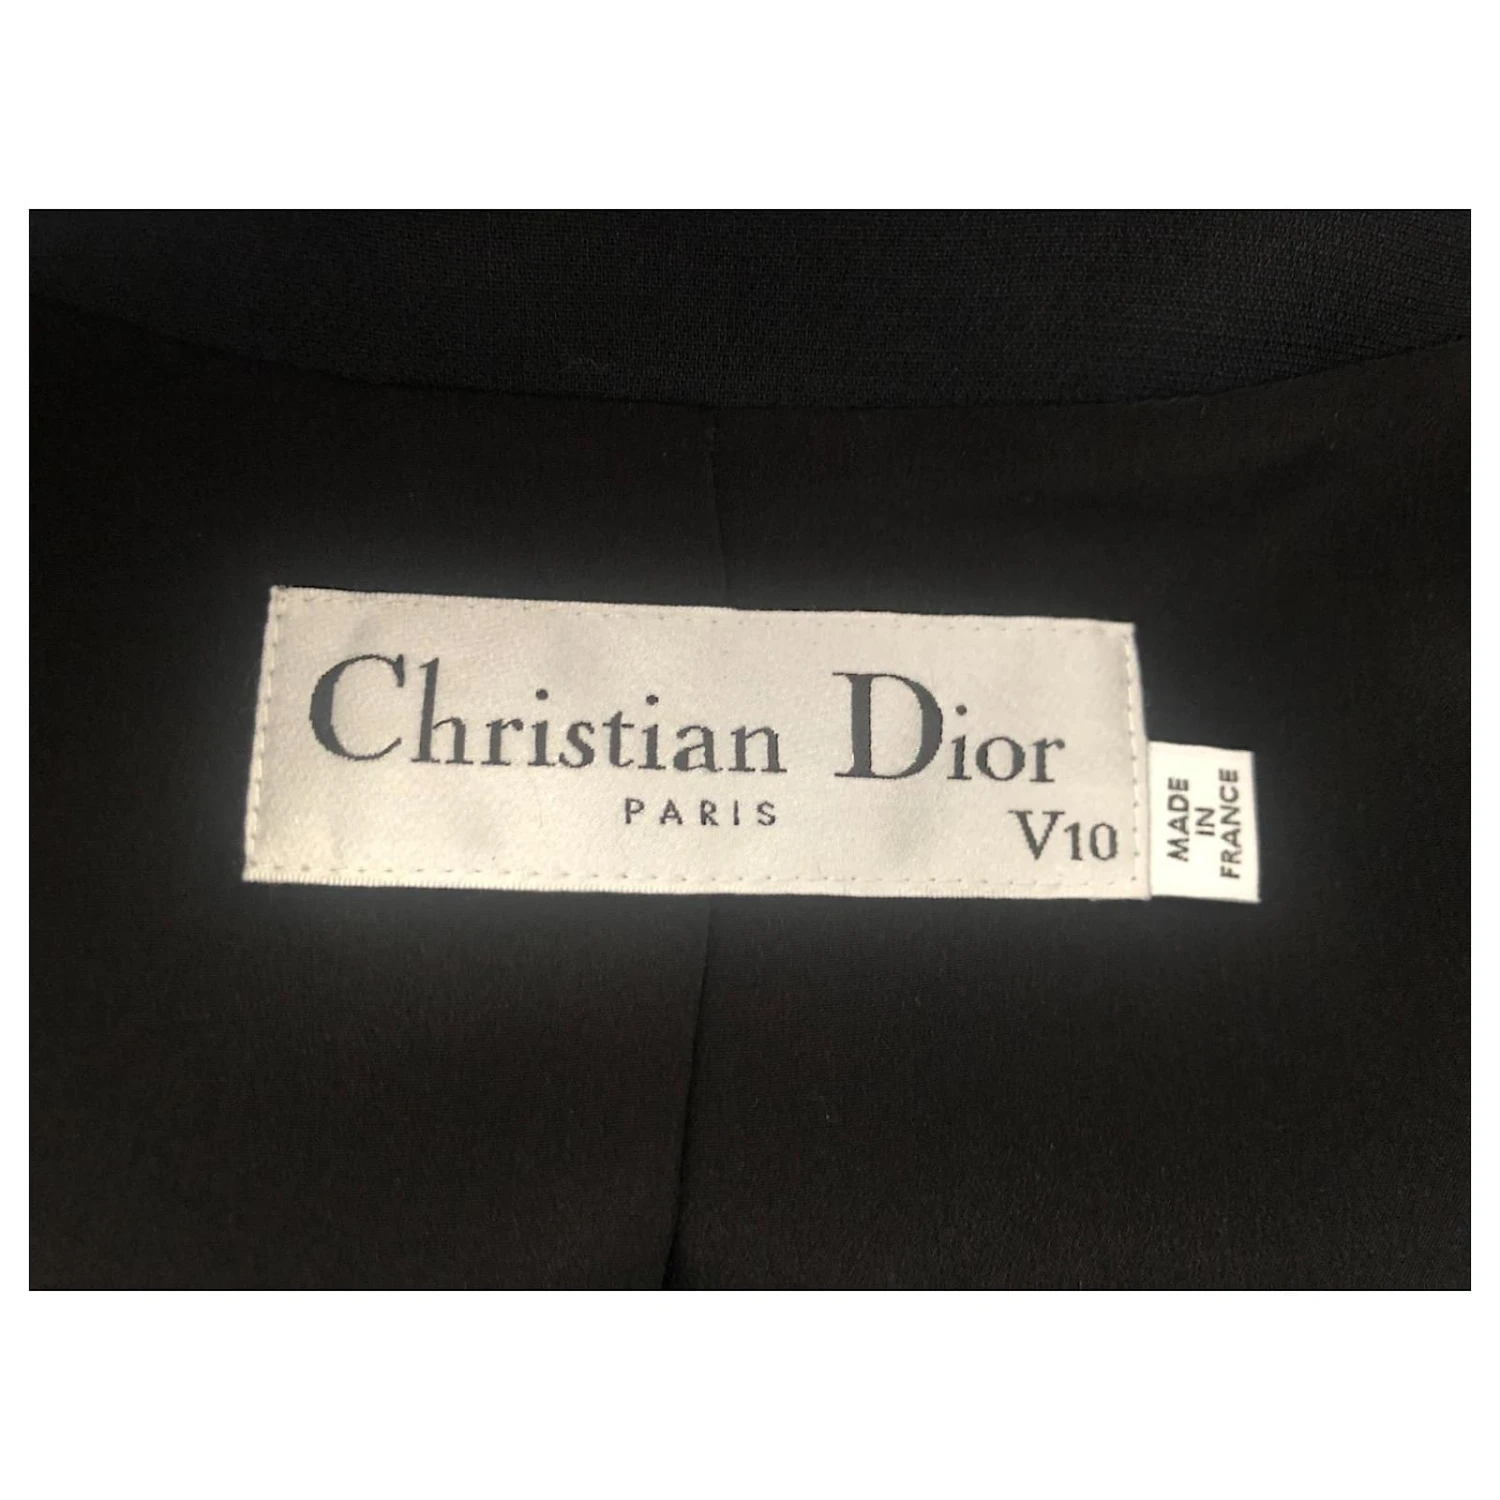 Christian Dior
PARIS
V10
MADE
IN
FRANCE